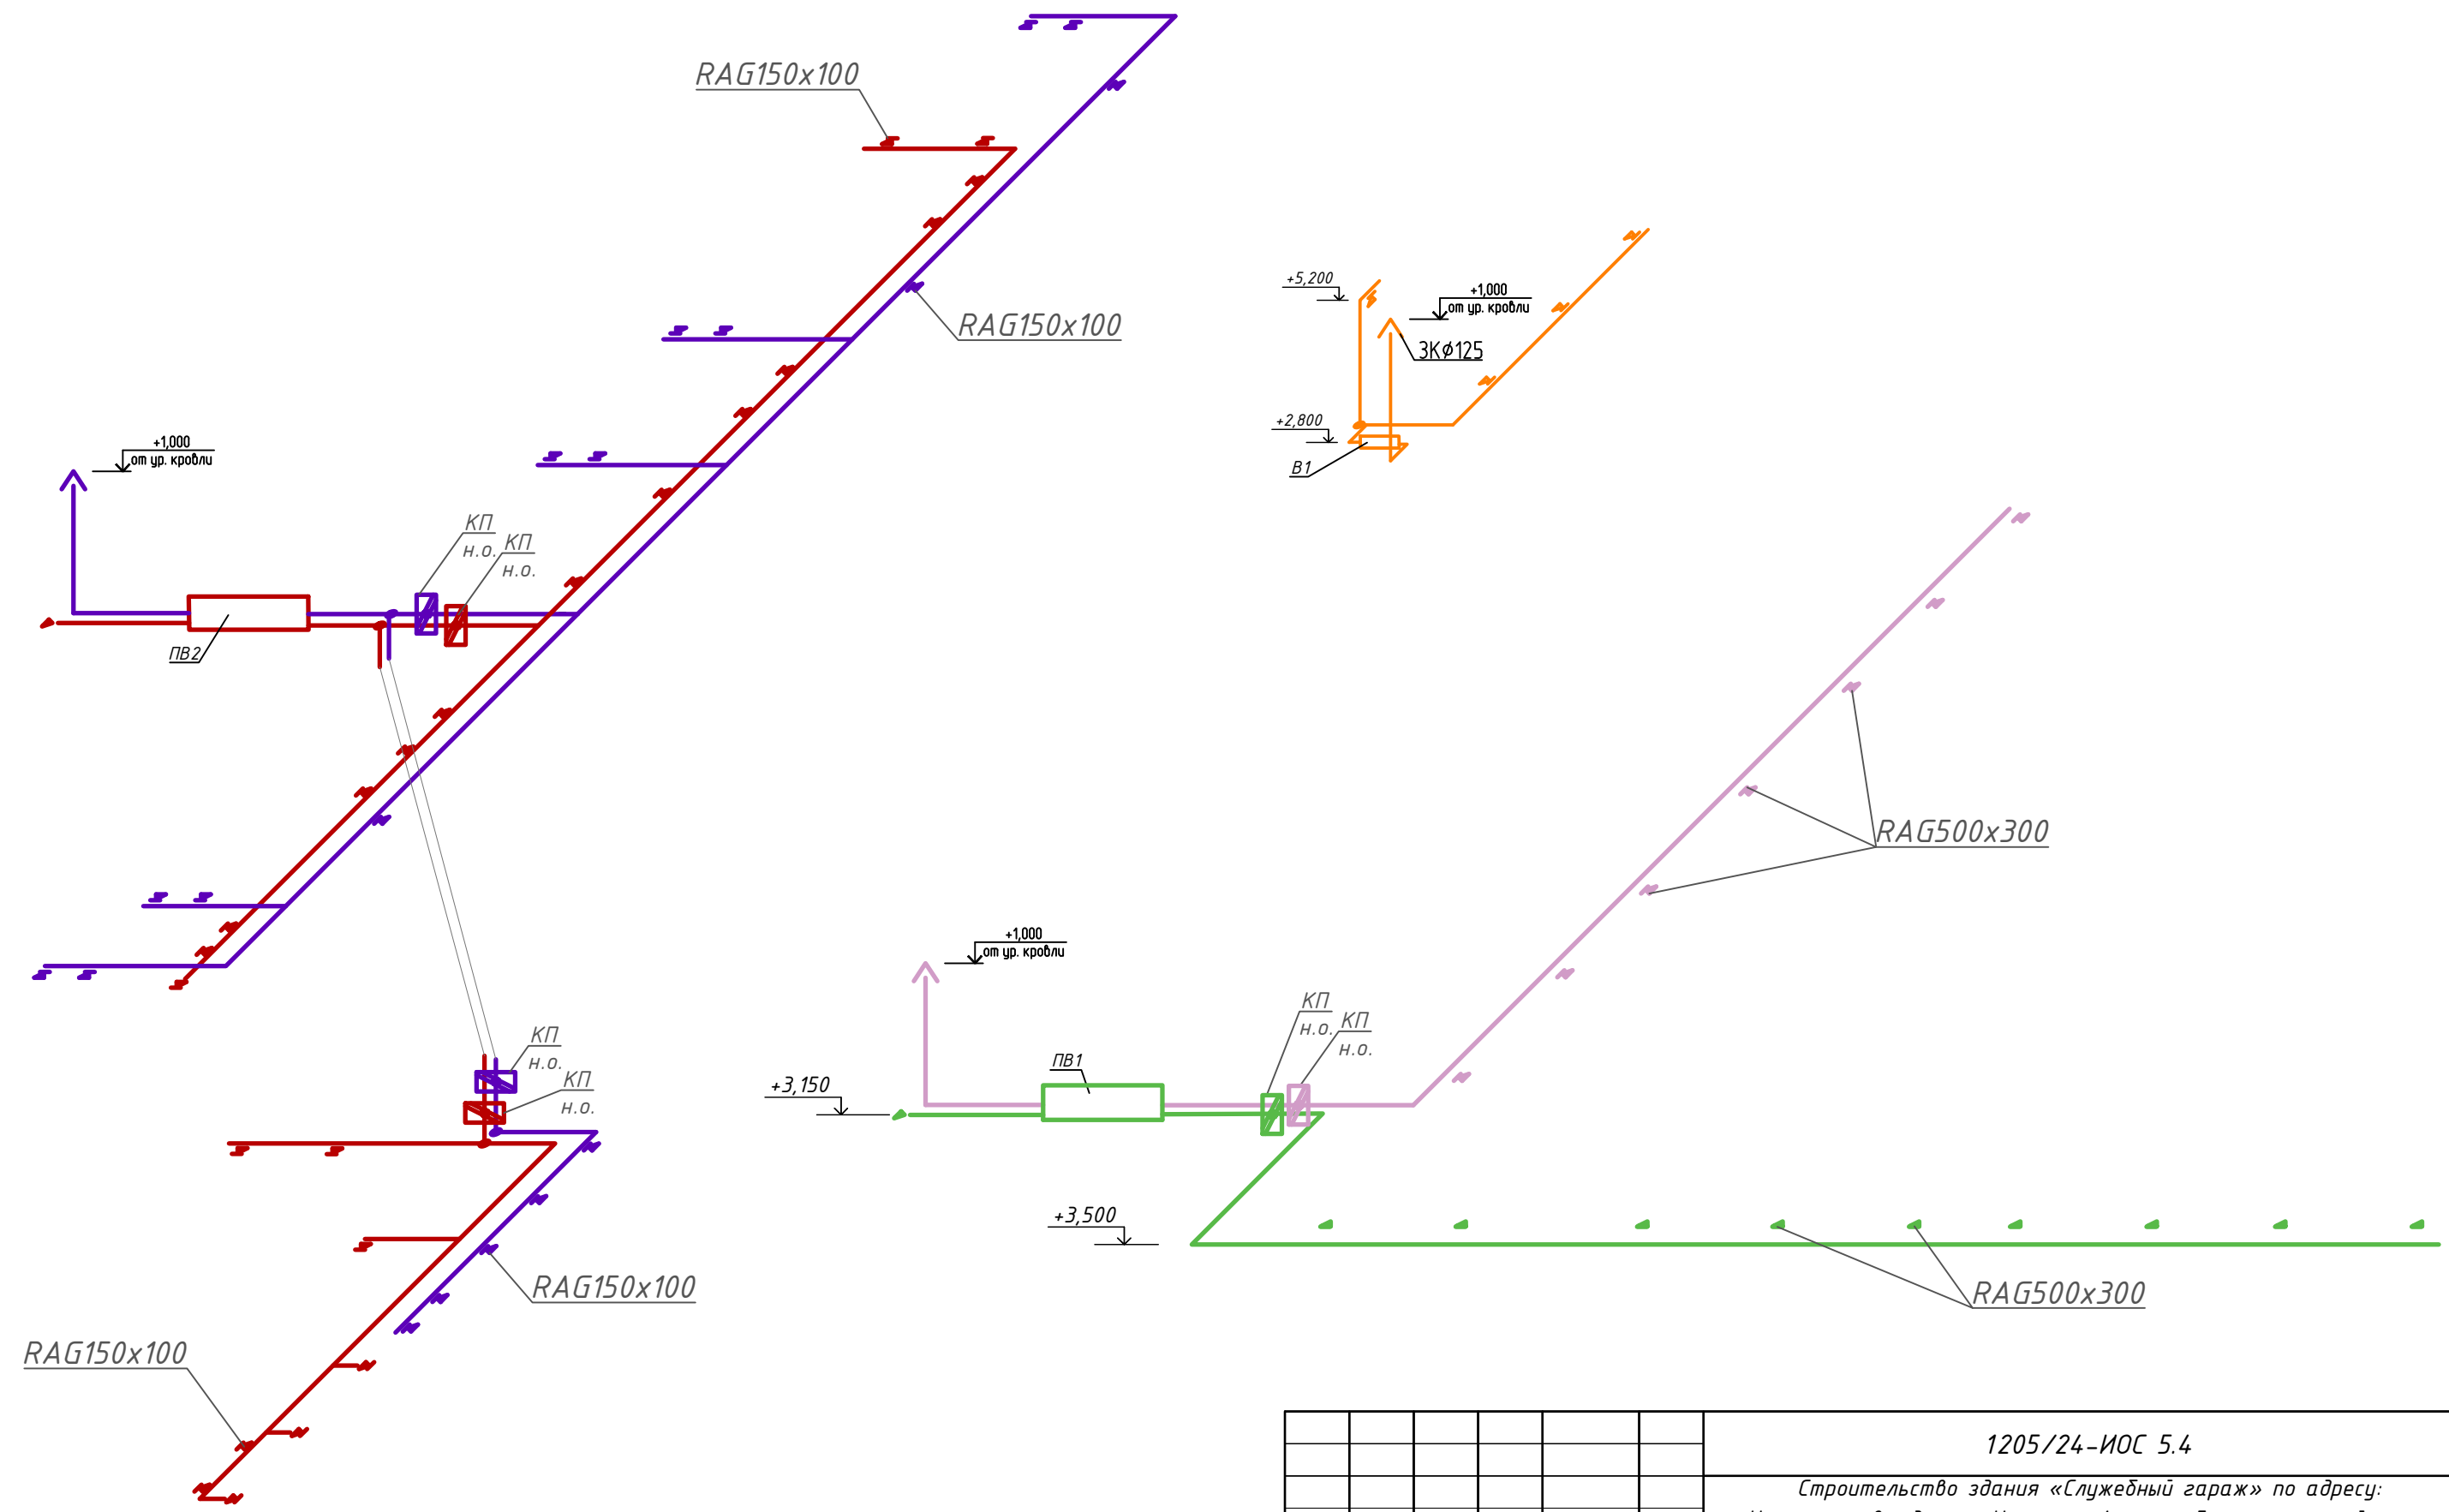 RAG150x100
RAG150x100
+5,200
+1,000
от ур. кровли
ЗКϕ125
+2,800
В1
+1,000
от ур. кровли
КП
н.о.
КП
н.о.
ПВ2
RAG500x300
+1,000
от ур. кровли
КП
н.о.
КП
н.о.
КП
н.о.
КП
н.о.
ПВ1
+3,150
+3,500
RAG150x100
RAG500x300
RAG150x100
1205/24-ИОС 5.4
Строительство здания «Служебный гараж» по адресу: